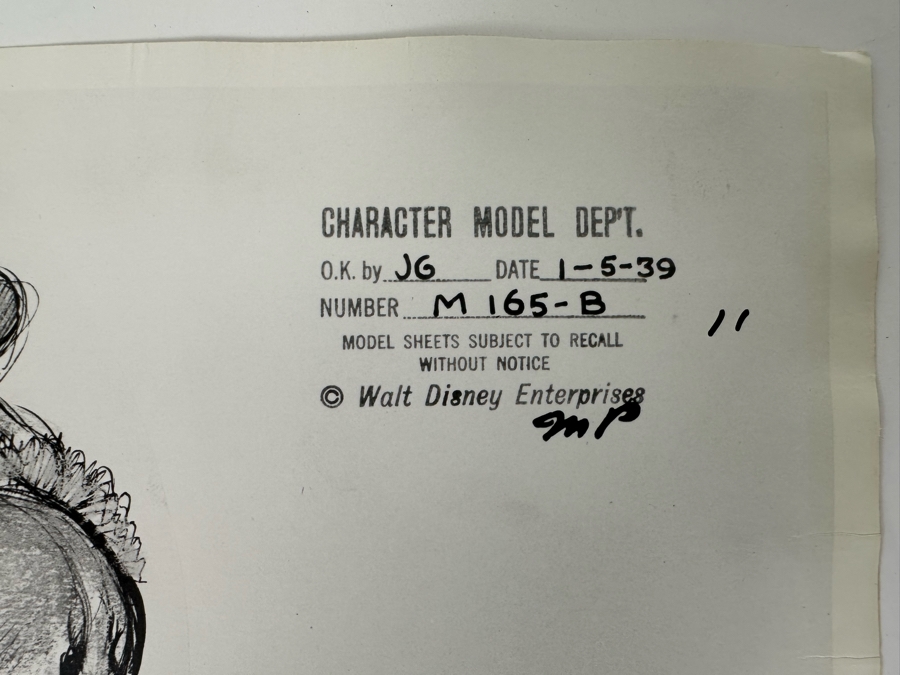 CHARACTER MODEL DEP'T.
O.K. by JG DATE 1-5-39
NUMBER M 165-B
MODEL SHEETS SUBJECT TO RECALL
WITHOUT NOTICE
© Walt Disney Enterprises
MP